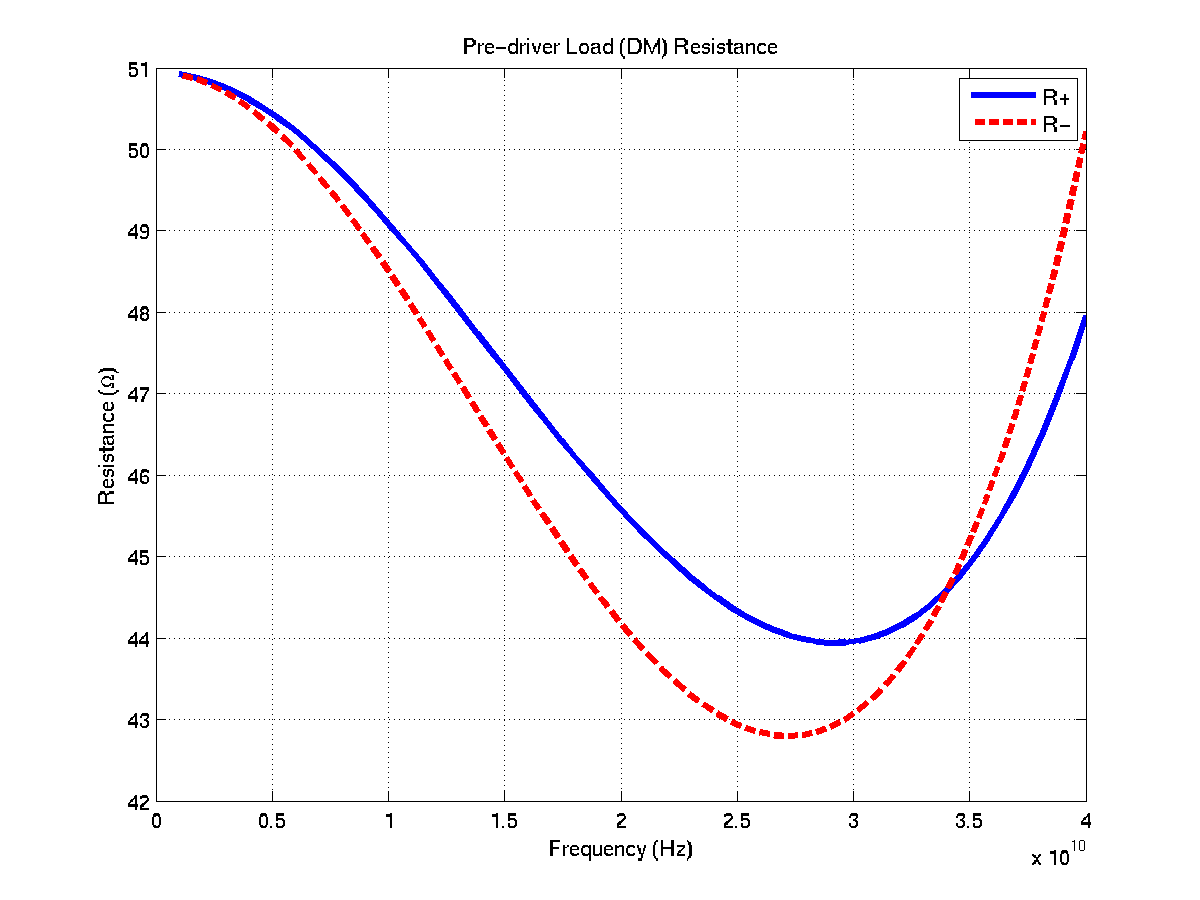 Pre-driver Load (DM) Resistance
51
50
49
48
47
46
45
44
43
42
Resistance (Ω)
R+
R-
0 0.5 1 1.5 2 2.5 3 3.5 4
Frequency (Hz)
x 10^10